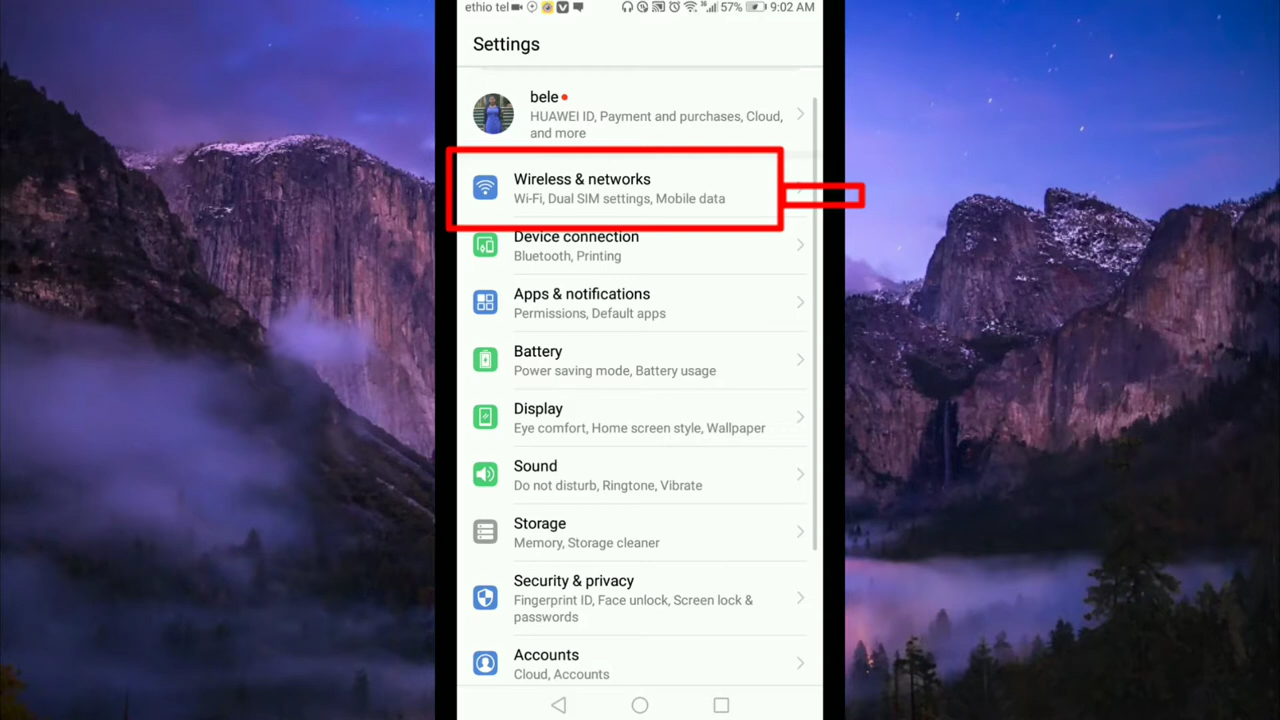 ethio tel 57% 9:02 AM
Settings
bele
HUAWEI ID, Payment and purchases, Cloud,
and more
Wireless & networks
Wi-Fi, Dual SIM settings, Mobile data
Device connection
Bluetooth, Printing
Apps & notifications
Permissions, Default apps
Battery
Power saving mode, Battery usage
Display
Eye comfort, Home screen style, Wallpaper
Sound
Do not disturb, Ringtone, Vibrate
Storage
Memory, Storage cleaner
Security & privacy
Fingerprint ID, Face unlock, Screen lock &
passwords
Accounts
Cloud, Accounts